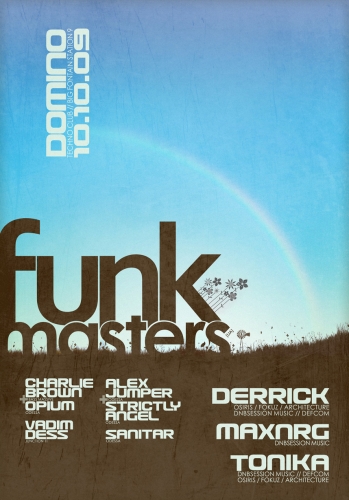 DOMINO
10.10.09
funk
masters
CHARLIE
BROWN
OPIUM
VADIM
DESS
ALEX
JUMPER
STRICTLY
ANGEL
SANITAR
DERRICK
OSIRIS / FOKUZ / ARCHITECTURE
DNBSESSION MUSIC // DEFCOM
MAXNRG
DNBSESSION MUSIC
TONIKA
DNBSESSION MUSIC // DEFCOM
OSIRIS / FOKUZ / ARCHITECTURE